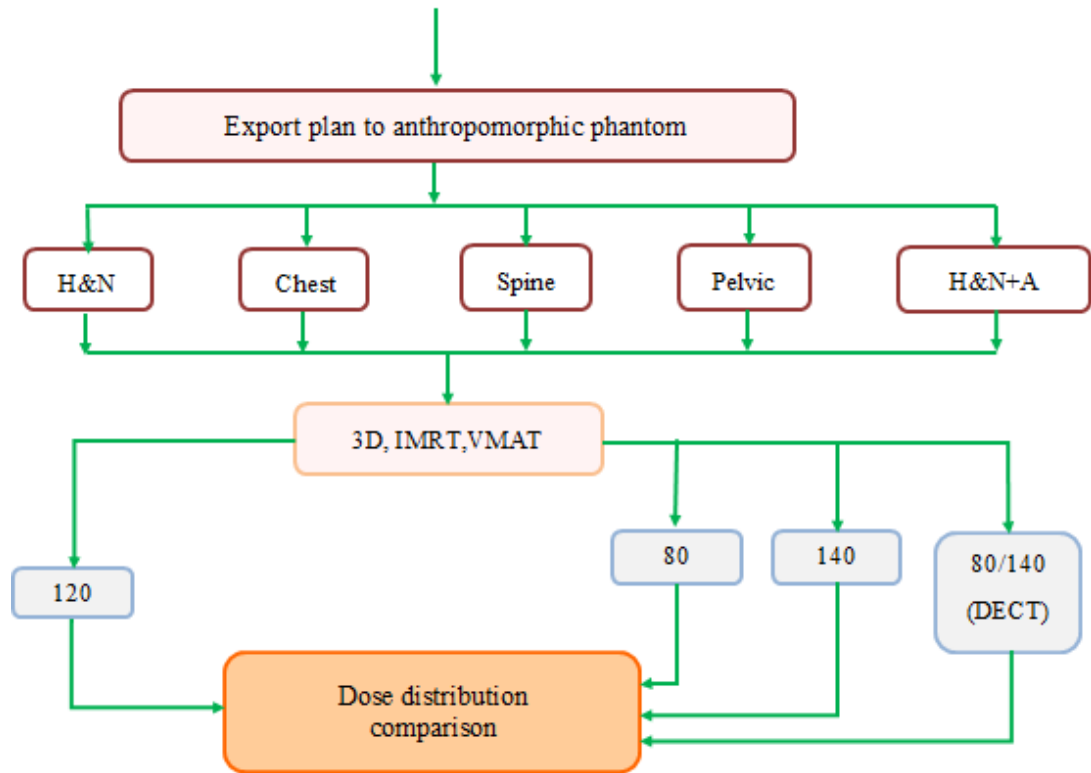 Export plan to anthropomorphic phantom
H&N
Chest
Spine
Pelvic
H&N+A
3D, IMRT,VMAT
120
80
140
80/140
(DECT)
Dose distribution
comparison